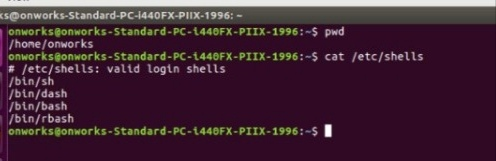 ks@onworks-Standard-PC-i440FX-PIIX-1996: ~
onworks@onworks-Standard-PC-i440FX-PIIX-1996:~$ pwd
/home/onworks
onworks@onworks-Standard-PC-i440FX-PIIX-1996:~$ cat /etc/shells
# /etc/shells: valid login shells
/bin/sh
/bin/dash
/bin/bash
/bin/rbash
onworks@onworks-Standard-PC-i440FX-PIIX-1996:~$